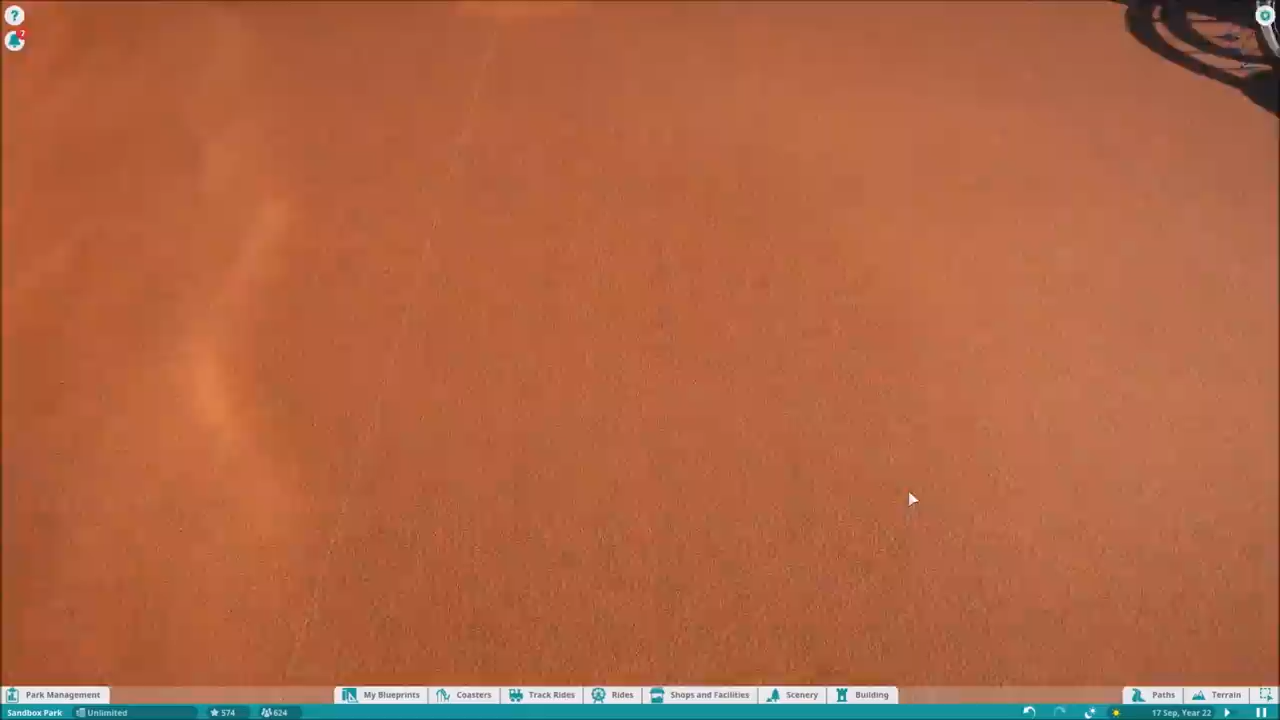 ?
7
Park Management
My Blueprints
Coasters
Track Rides
Rides
Shops and Facilities
Scenery
Building
Paths
Terrain
Sandbox Park
Unlimited
574
624
17 Sep, Year 22